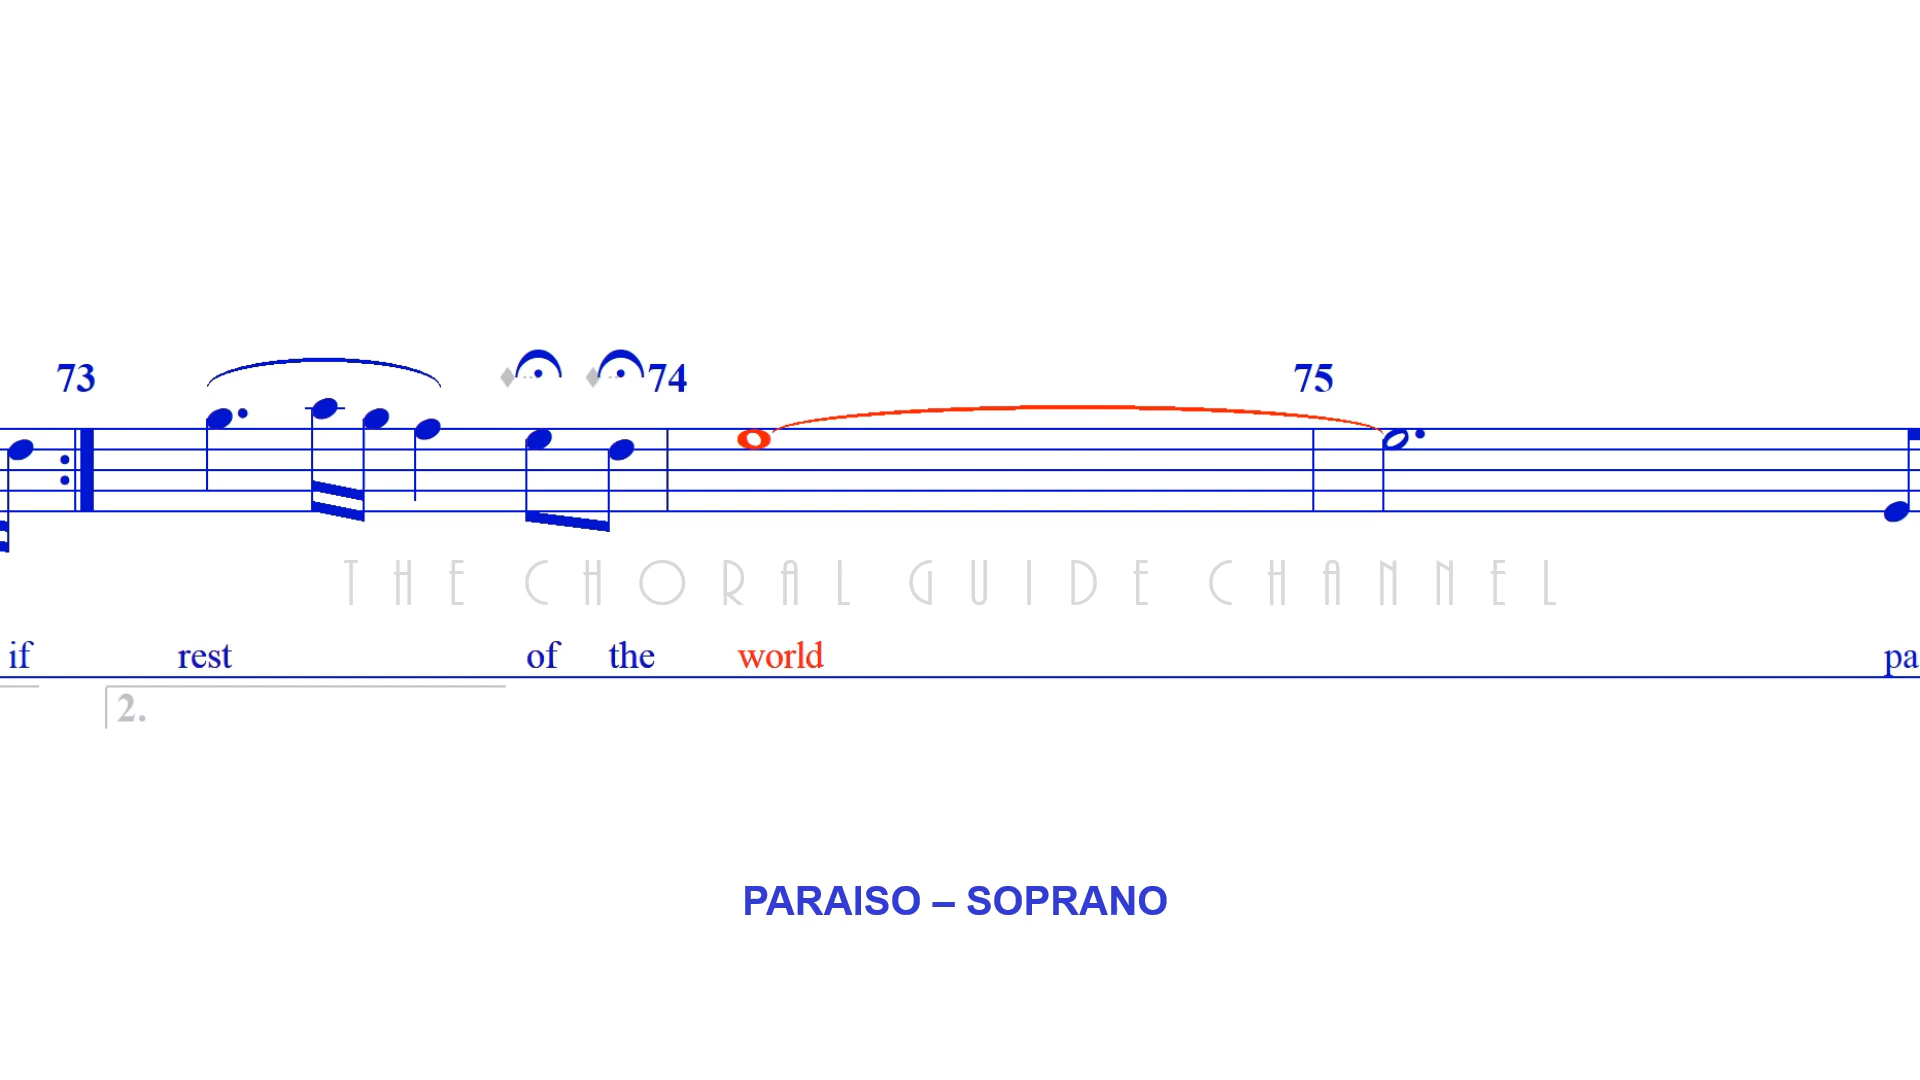 73 74 75
THE CHORAL GUIDE CHANNEL
if rest of the world pa
2.
PARAISO – SOPRANO